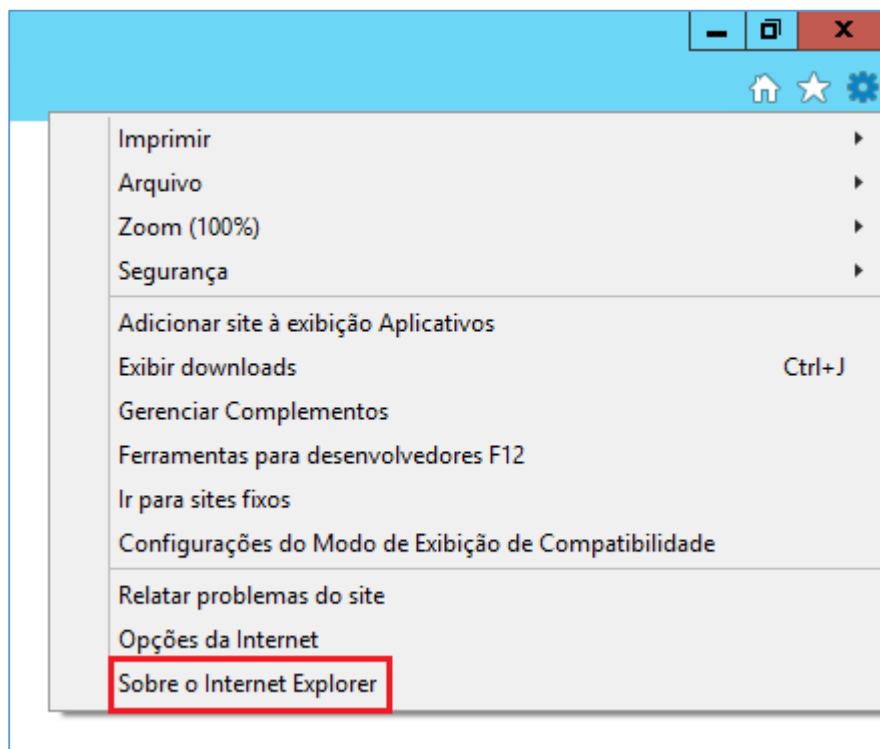 Imprimir
Arquivo
Zoom (100%)
Segurança
Adicionar site à exibição Aplicativos
Exibir downloads Ctrl+J
Gerenciar Complementos
Ferramentas para desenvolvedores F12
Ir para sites fixos
Configurações do Modo de Exibição de Compatibilidade
Relatar problemas do site
Opções da Internet
Sobre o Internet Explorer